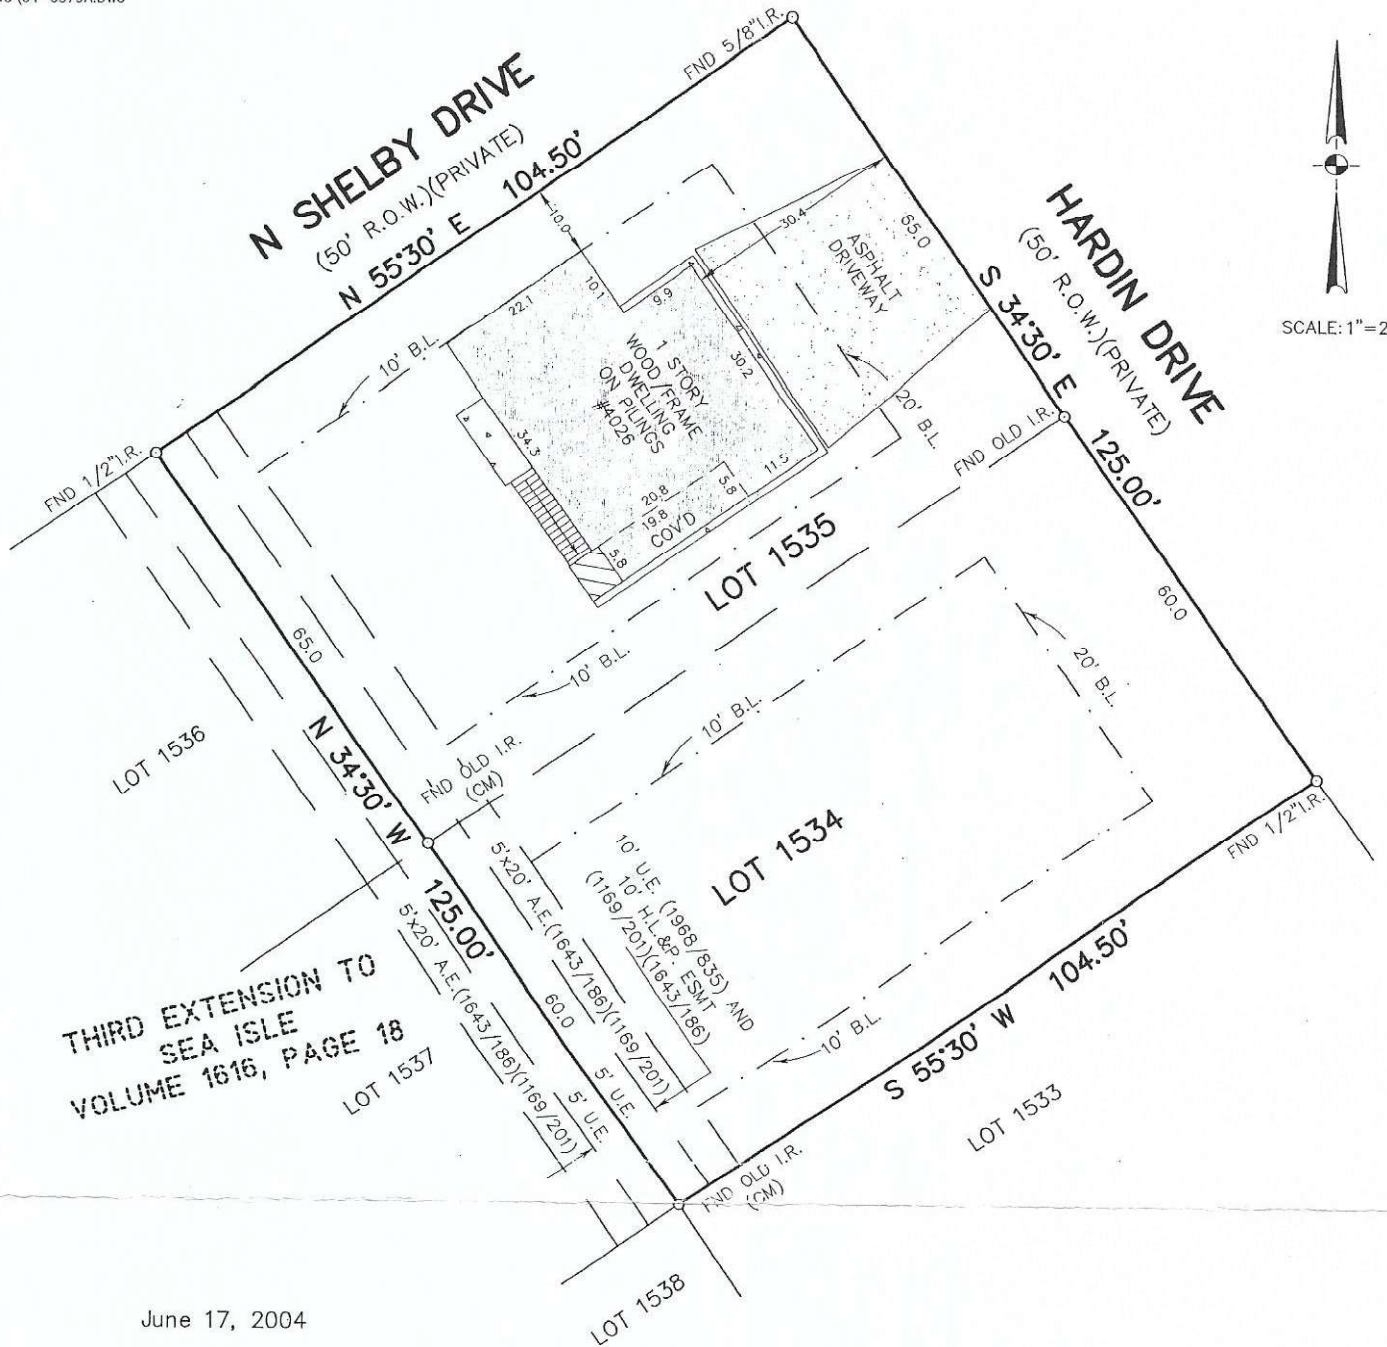 N SHELBY DRIVE
(50' R.O.W.)(PRIVATE)
N 55°30' E 104.50'
FND 5/8"I.R.
HARDIN DRIVE
(50' R.O.W.)(PRIVATE)
S 34°30' E 125.00'
65.0
60.0
SCALE: 1"=2
FND 1/2"I.R.
10' B.L.
22.1
10.0
10.1
9.9
30.4
ASPHALT
DRIVEWAY
20' B.L.
1 STORY
WOOD/FRAME
DWELLING
ON PILINGS
#4026
30.2
34.3
20.8
19.8
COV'D
5.8
11.5
5.8
FND OLD I.R.
LOT 1535
10' B.L.
65.0
N 34°30' W 125.00'
LOT 1536
FND OLD I.R.
(CM)
10' B.L.
20' B.L.
LOT 1534
FND 1/2"I.R.
5'x20' A.E.(1643/186)(1169/201)
10' U.E. (1968/835) AND
10' H.L.&P. ESMT
(1169/201)(1643/186)
5'x20' A.E.(1643/186)(1169/201)
60.0
5' U.E.
5' U.E.
10' B.L.
S 55°30' W 104.50'
LOT 1533
THIRD EXTENSION TO
SEA ISLE
VOLUME 1616, PAGE 18
LOT 1537
FND OLD I.R.
(CM)
LOT 1538
June 17, 2004